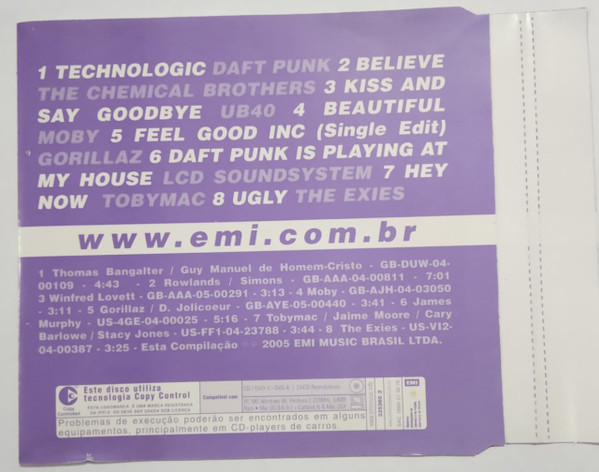 1 TECHNOLOGIC DAFT PUNK 2 BELIEVE
THE CHEMICAL BROTHERS 3 KISS AND
SAY GOODBYE UB40 4 BEAUTIFUL
MOBY 5 FEEL GOOD INC (Single Edit)
GORILLAZ 6 DAFT PUNK IS PLAYING AT
MY HOUSE LCD SOUNDSYSTEM 7 HEY
NOW TOBYMAC 8 UGLY THE EXIES
www.emi.com.br
1 Thomas Bangalter / Guy Manuel de Homem-Cristo - GB-DUW-04-
00109 - 4:43 - 2 Rowlands / Simons - GB-AAA-04-00811 - 7:01
3 Winfred Lovett - GB-AAA-05-00291 - 3:13 - 4 Moby - GB-AJH-04-03050
- 3:11 - 5 Gorillaz / D. Jolicoeur - GB-AYE-05-00440 - 3:41 - 6 James
Murphy - US-4GE-04-00025 - 5:16 - 7 Tobymac / Jaime Moore / Cary
Barlowe / Stacy Jones - US-FF1-04-23788 - 3:44 - 8 The Exies - US-VI2-
04-00387 - 3:25 - Esta Compilação 2005 EMI MUSIC BRASIL LTDA.
Este disco utiliza
tecnologia Copy Control
Copy
Controlled
Compatível com:
EMI
Problemas de execução poderão ser encontrados em alguns
equipamentos, principalmente em CD-players de carros.